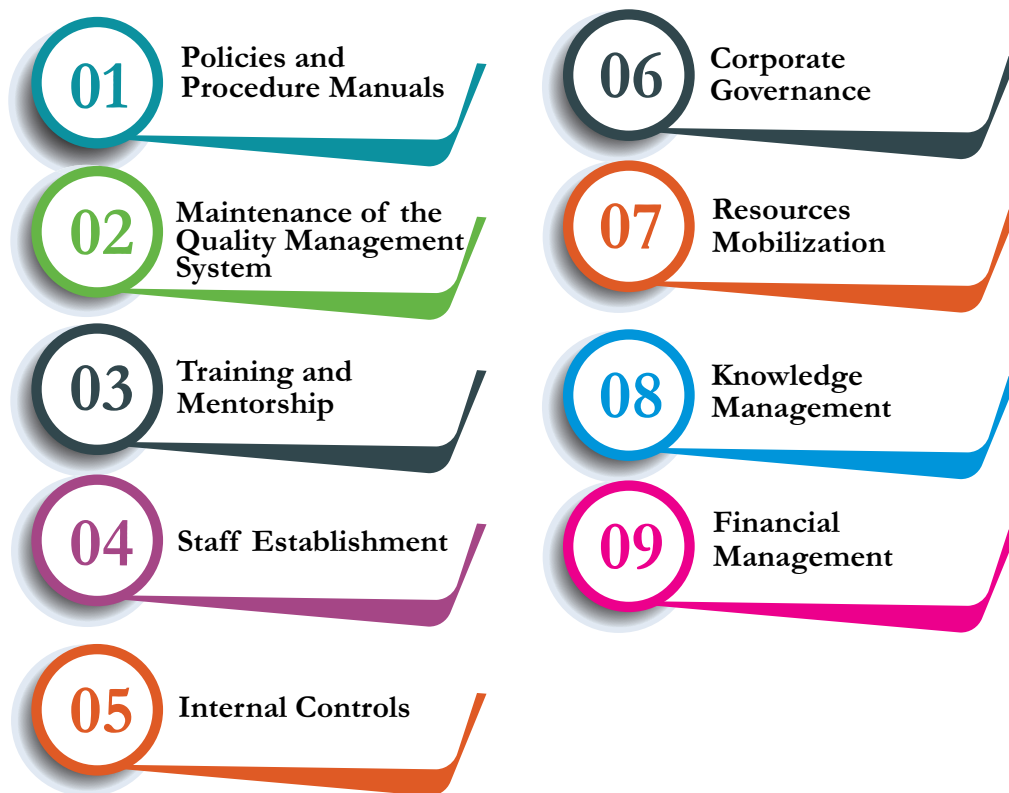 01
Policies and
Procedure Manuals
02
Maintenance of the
Quality Management
System
03
Training and
Mentorship
04
Staff Establishment
05
Internal Controls
06
Corporate
Governance
07
Resources
Mobilization
08
Knowledge
Management
09
Financial
Management